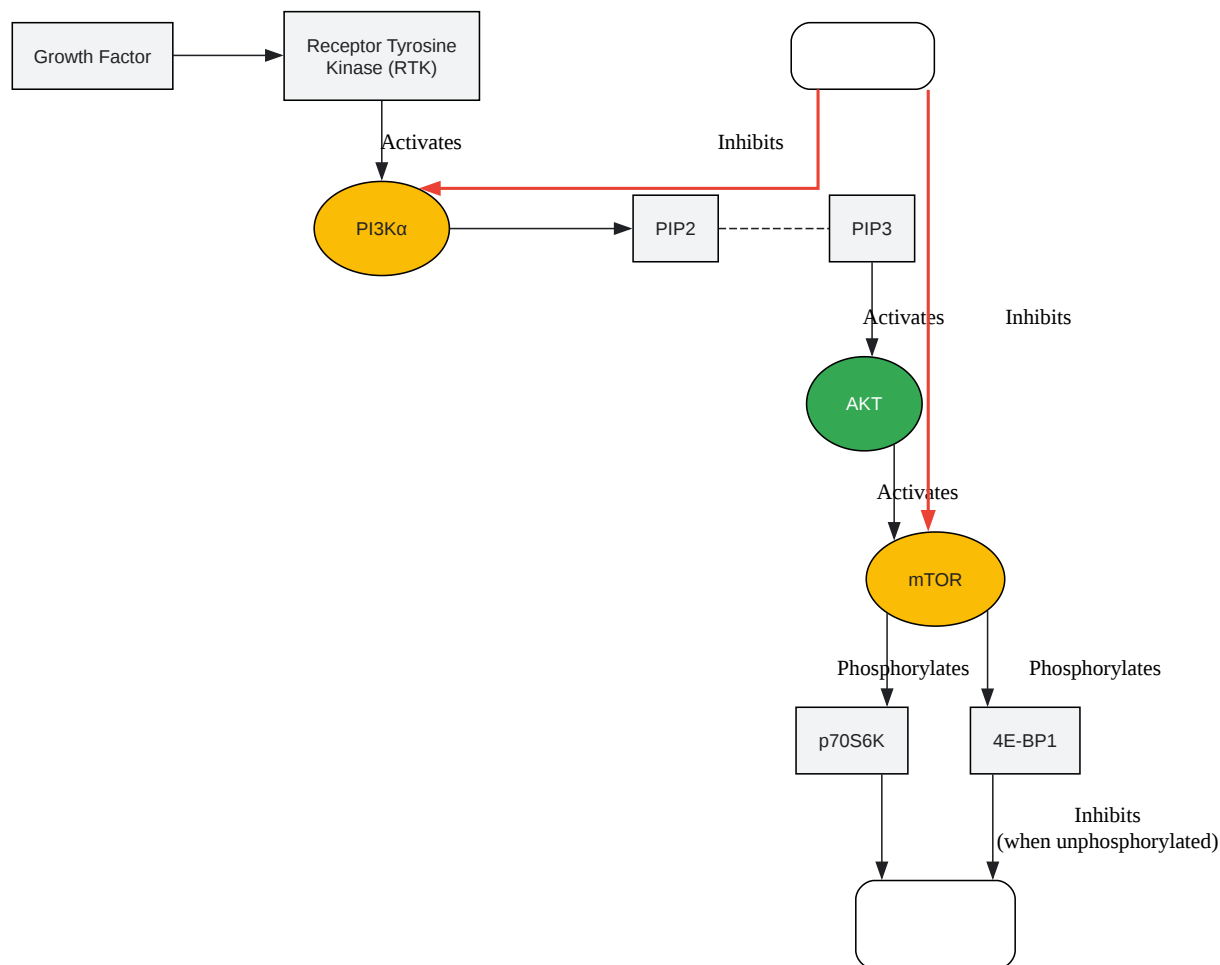 Growth Factor
Receptor Tyrosine
Kinase (RTK)
Activates
Inhibits
PI3Kα
PIP2
PIP3
Activates
Inhibits
AKT
Activates
mTOR
Phosphorylates
Phosphorylates
p70S6K
4E-BP1
Inhibits
(when unphosphorylated)